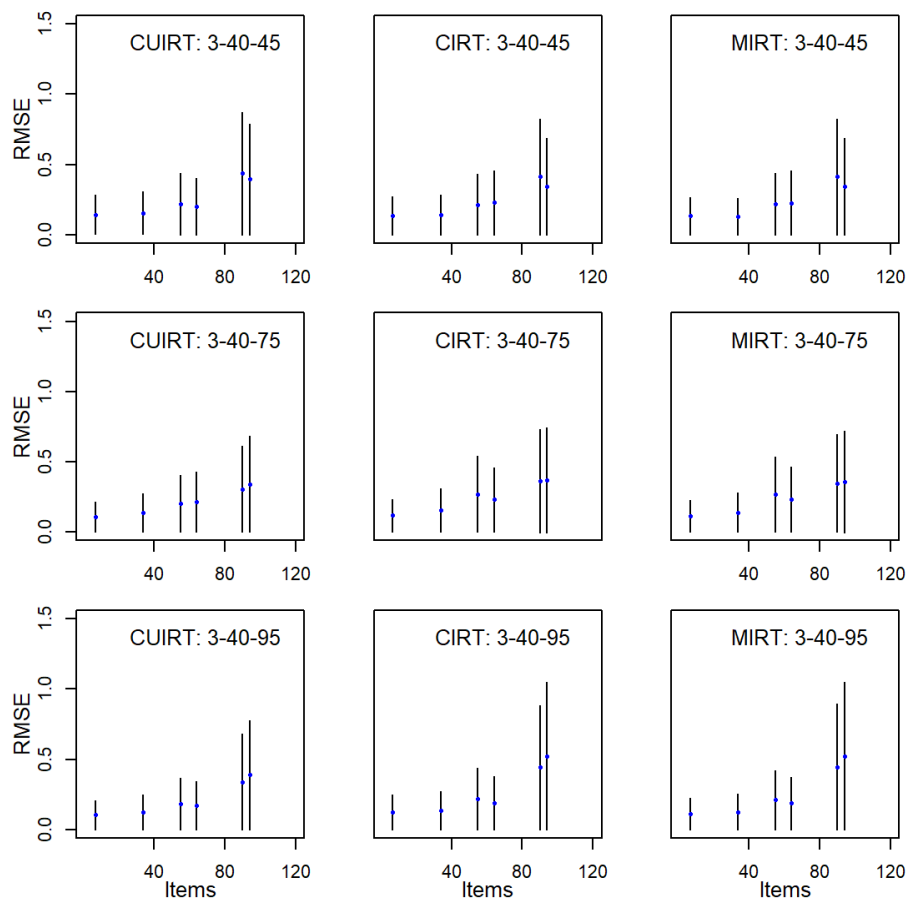 CUIRT: 3-40-45
CIRT: 3-40-45
MIRT: 3-40-45
RMSE
0.0 0.5 1.0 1.5
40 80 120
40 80 120
40 80 120
CUIRT: 3-40-75
CIRT: 3-40-75
MIRT: 3-40-75
RMSE
0.0 0.5 1.0 1.5
40 80 120
40 80 120
40 80 120
CUIRT: 3-40-95
CIRT: 3-40-95
MIRT: 3-40-95
RMSE
0.0 0.5 1.0 1.5
40 80 120
40 80 120
40 80 120
Items
Items
Items